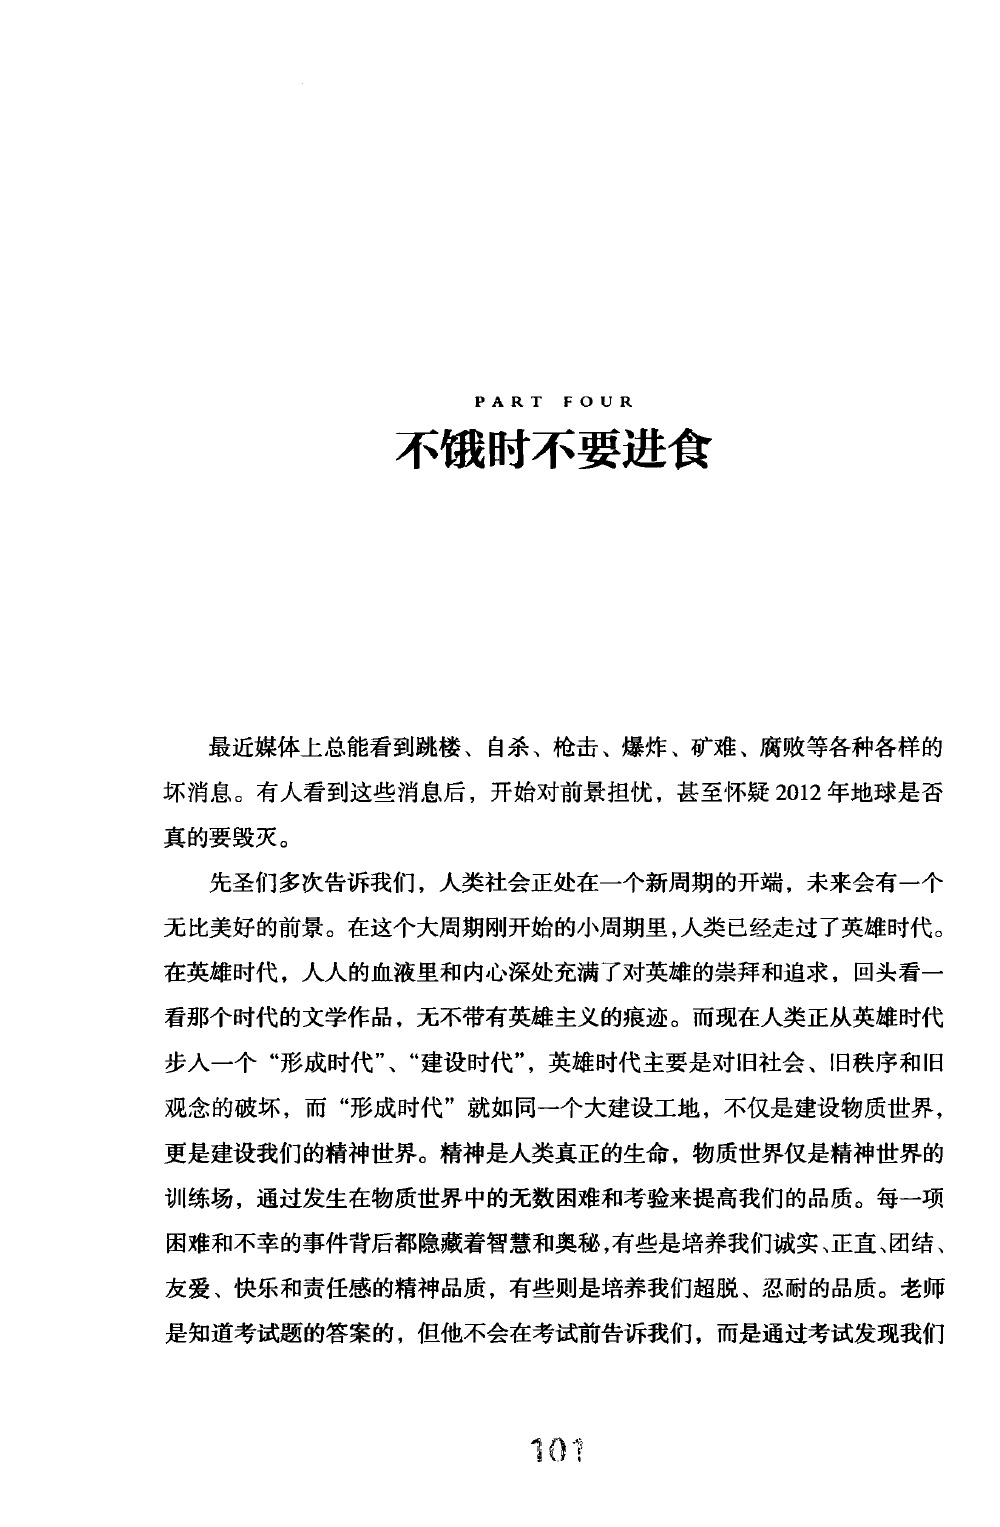 PART FOUR
不饿时不要进食
最近媒体上总能看到跳楼、自杀、枪击、爆炸、矿难、腐败等各种各样的
坏消息。有人看到这些消息后，开始对前景担忧，甚至怀疑 2012 年地球是否
真的要毁灭。
先圣们多次告诉我们，人类社会正处在一个新周期的开端，未来会有一个
无比美好的前景。在这个大周期刚开始的小周期里，人类已经走过了英雄时代。
在英雄时代，人人的血液里和内心深处充满了对英雄的崇拜和追求，回头看一
看那个时代的文学作品，无不带有英雄主义的痕迹。而现在人类正从英雄时代
步入一个“形成时代”、“建设时代”，英雄时代主要是对旧社会、旧秩序和旧
观念的破坏，而“形成时代”就如同一个大建设工地，不仅是建设物质世界，
更是建设我们的精神世界。精神是人类真正的生命，物质世界仅是精神世界的
训练场，通过发生在物质世界中的无数困难和考验来提高我们的品质。每一项
困难和不幸的事件背后都隐藏着智慧和奥秘，有些是培养我们诚实、正直、团结、
友爱、快乐和责任感的精神品质，有些则是培养我们超脱、忍耐的品质。老师
是知道考试题的答案的，但他不会在考试前告诉我们，而是通过考试发现我们
101